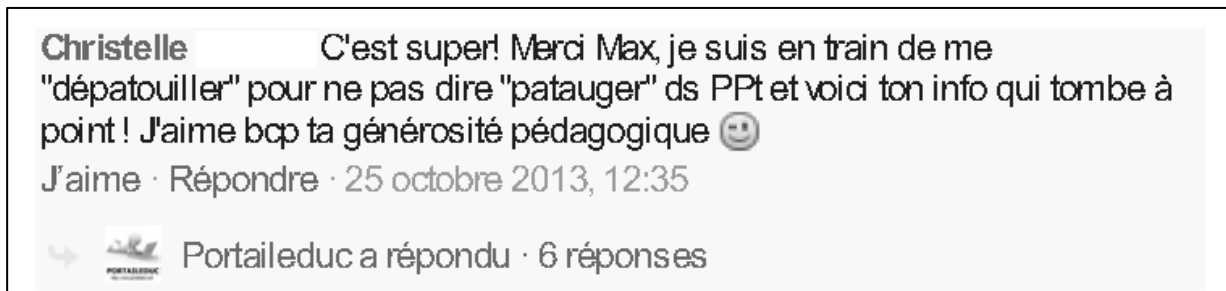 Christelle C'est super! Merci Max, je suis en train de me
"dépatouiller" pour ne pas dire "patauger" ds PPt et voici ton info qui tombe à
point ! J'aime bcp ta générosité pédagogique
J'aime · Répondre · 25 octobre 2013, 12:35
PORTAILEDUC
Portaileduc a répondu · 6 réponses